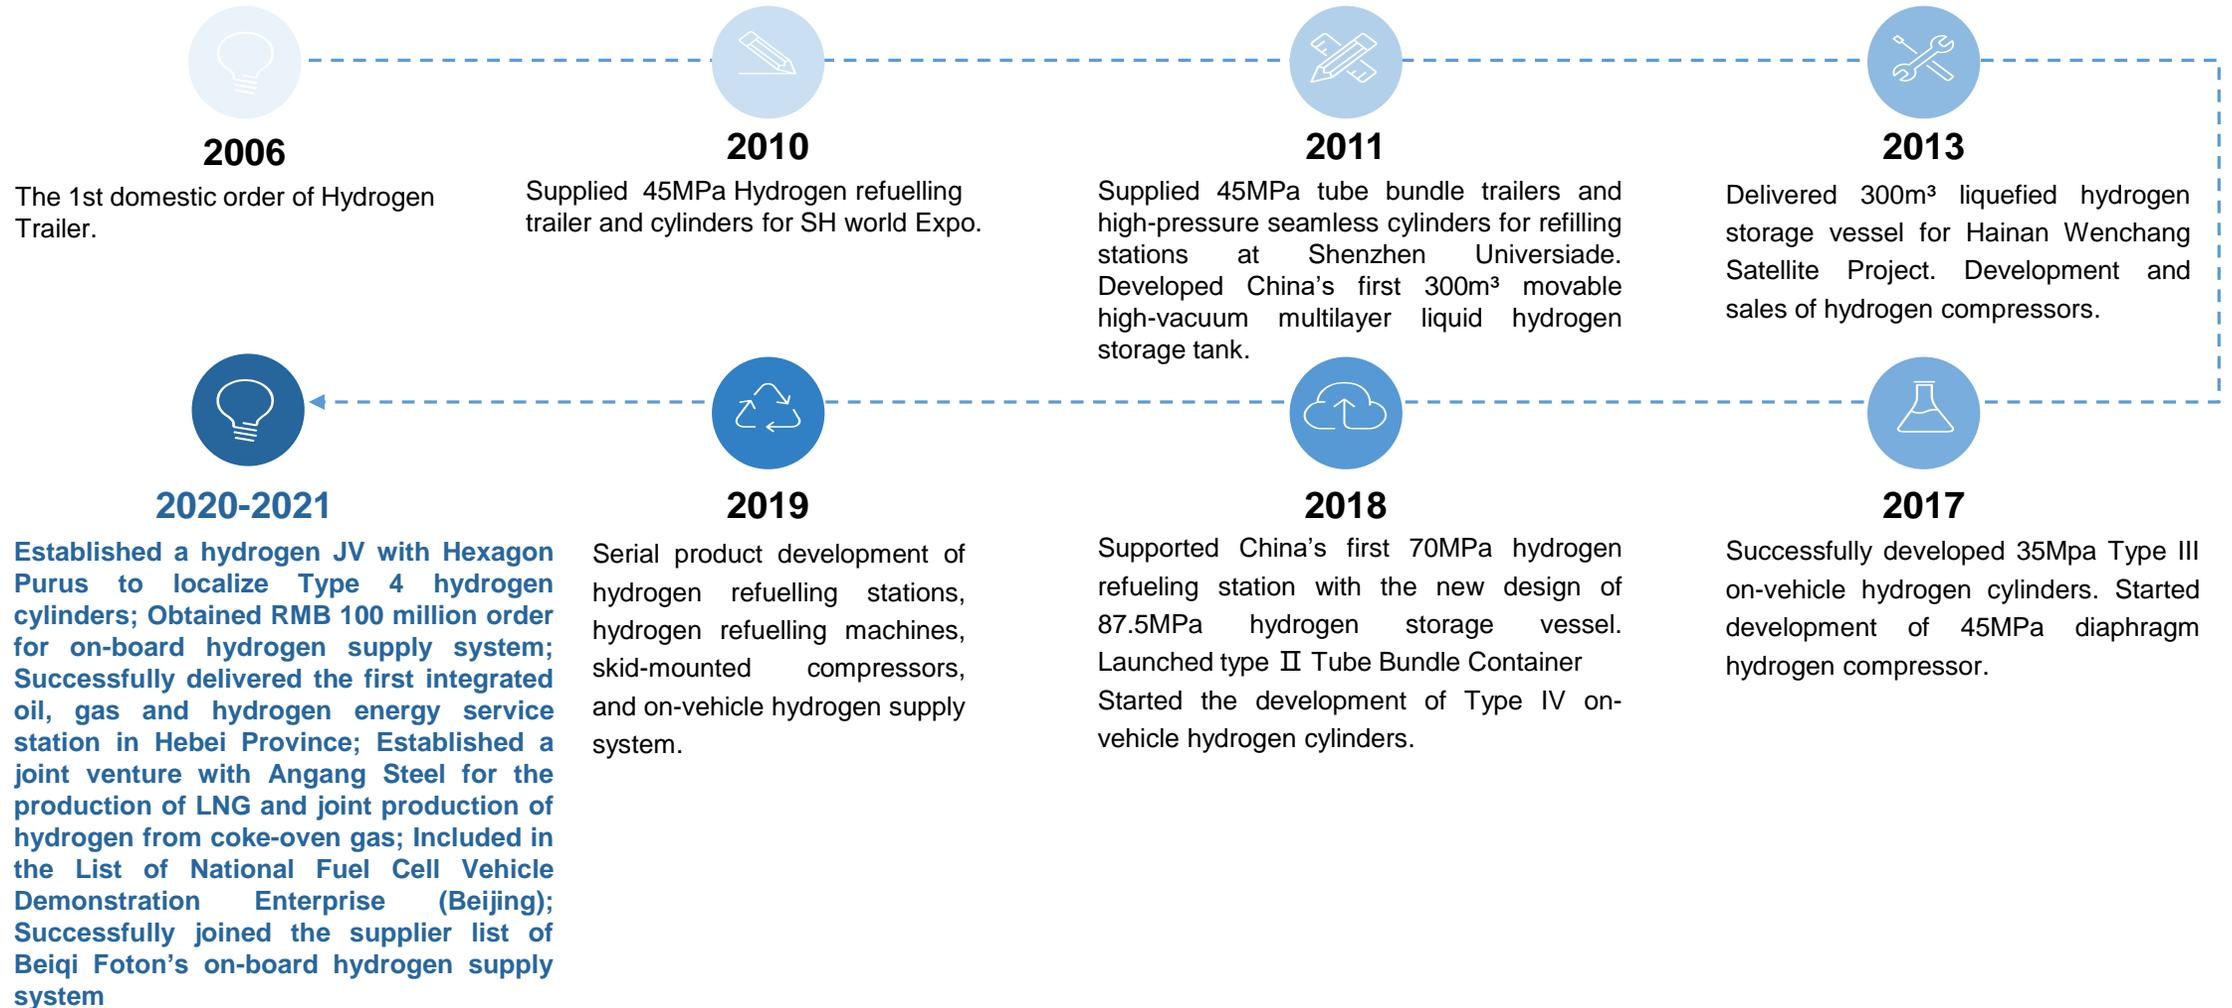 2006
The 1st domestic order of Hydrogen
Trailer.
2010
Supplied  45MPa Hydrogen refuelling
trailer and cylinders for SH world Expo.
2011
Supplied 45MPa tube bundle trailers and
high-pressure seamless cylinders for refilling
stations at Shenzhen Universiade.
Developed China’s first 300m³ movable
high-vacuum multilayer liquid hydrogen
storage tank.
2013
Delivered 300m³ liquefied hydrogen
storage vessel for Hainan Wenchang
Satellite Project. Development and
sales of hydrogen compressors.
2017
Successfully developed 35Mpa Type III
on-vehicle hydrogen cylinders. Started
development of 45MPa diaphragm
hydrogen compressor.
2018
Supported China’s first 70MPa hydrogen
refueling station with the new design of
87.5MPa hydrogen storage vessel.
Launched type Ⅱ Tube Bundle Container
Started the development of Type IV on-
vehicle hydrogen cylinders.
2019
Serial product development of
hydrogen refuelling stations,
hydrogen refuelling machines,
skid-mounted compressors,
and on-vehicle hydrogen supply
system.
2020-2021
Established a hydrogen JV with Hexagon
Purus to localize Type 4 hydrogen
cylinders; Obtained RMB 100 million order
for on-board hydrogen supply system;
Successfully delivered the first integrated
oil, gas and hydrogen energy service
station in Hebei Province; Established a
joint venture with Angang Steel for the
production of LNG and joint production of
hydrogen from coke-oven gas; Included in
the List of National Fuel Cell Vehicle
Demonstration Enterprise (Beijing);
Successfully joined the supplier list of
Beiqi Foton’s on-board hydrogen supply
system